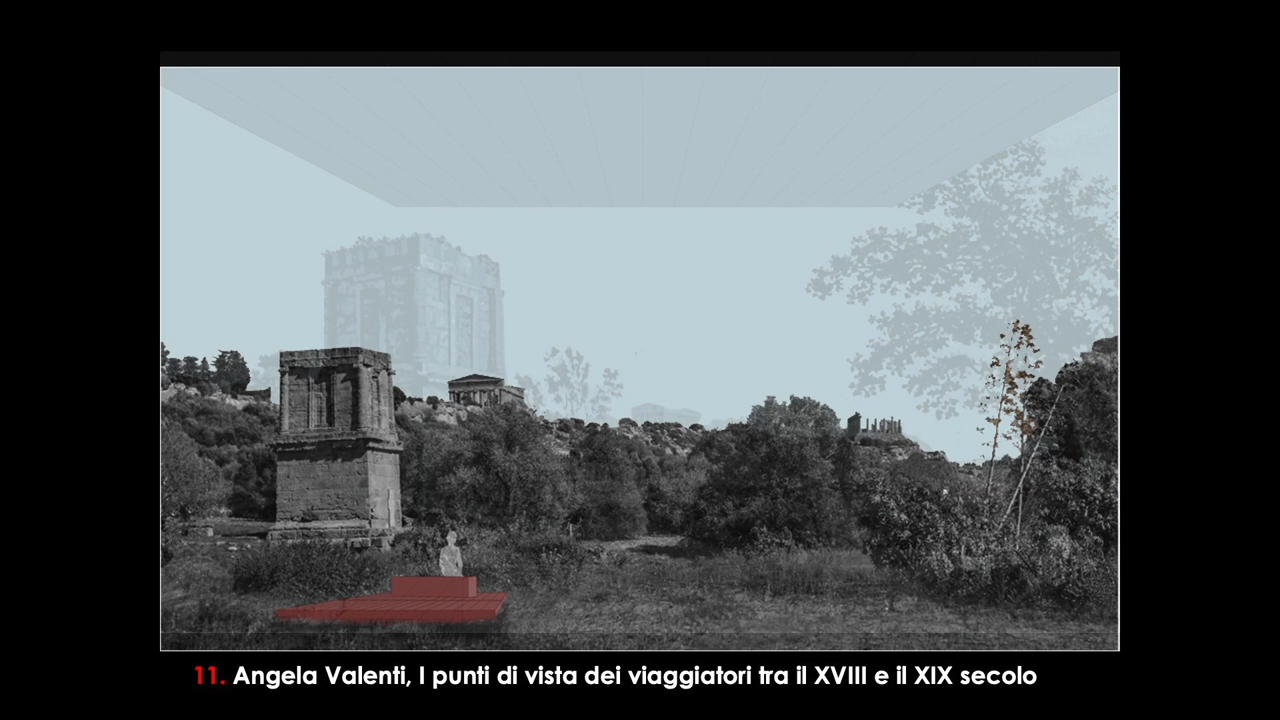 11. Angela Valenti, I punti di vista dei viaggiatori tra il XVIII e il XIX secolo